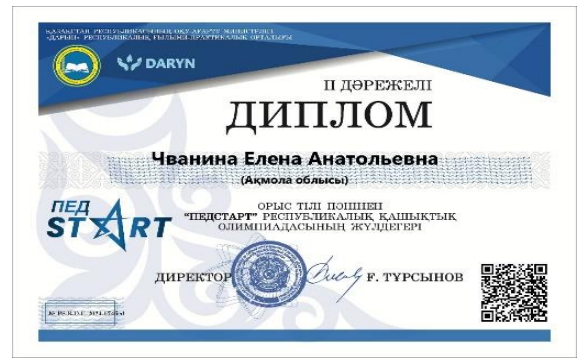 ҚАЗАҚСТАН РЕСПУБЛИКАСЫНЫҢ ОҚУ-АҒАРТУ МИНИСТРЛІГІ
«ДАРЫН» РЕСПУБЛИКАЛЫҚ ҒЫЛЫМИ-ПРАКТИКАЛЫҚ ОРТАЛЫҒЫ
DARYN
II ДӘРЕЖЕЛІ
ДИПЛОМ
Чванина Елена Анатольевна
(Ақмола облысы)
ПЕД
START
ОРЫС ТІЛІ ПӘНІНЕН
"ПЕДСТАРТ" РЕСПУБЛИКАЛЫҚ ҚАШЫҚТЫҚ
ОЛИМПИАДАСЫНЫҢ ЖҮЛДЕГЕРІ
ДИРЕКТОР
Ғ. ТҰРСЫНОВ